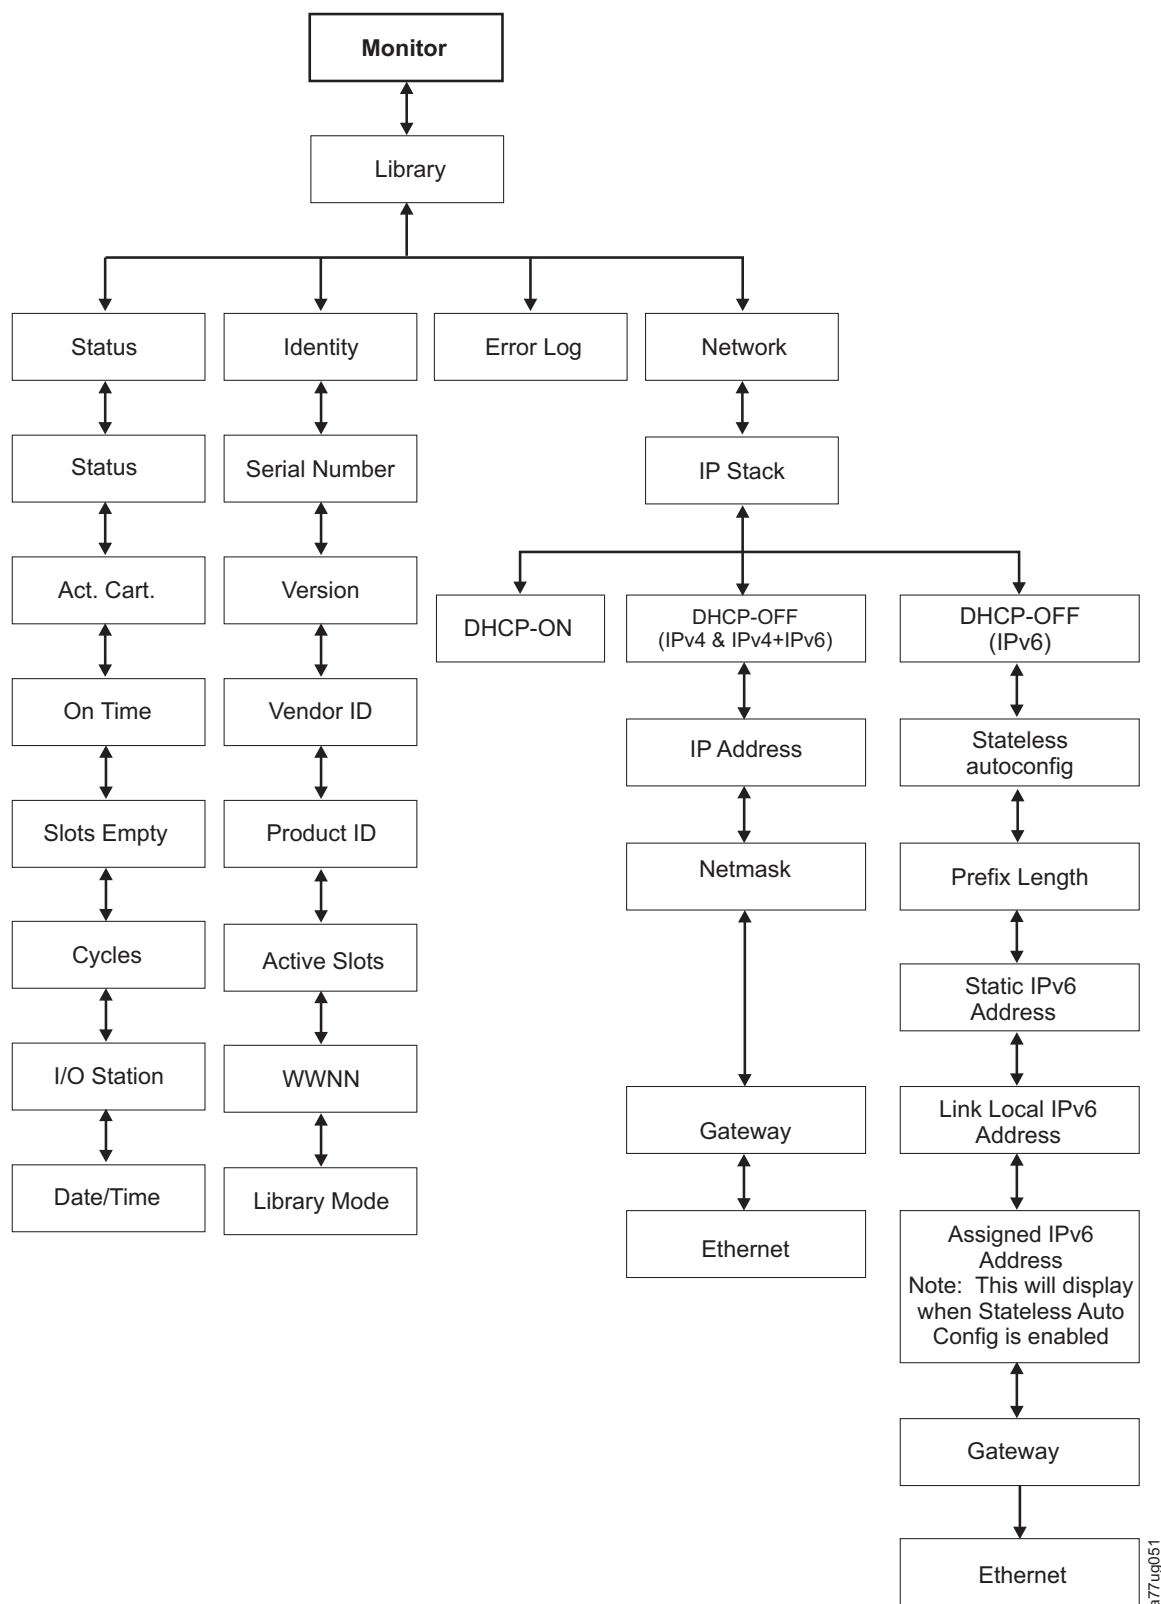 Monitor
Library
Status
Identity
Error Log
Network
Status
Serial Number
IP Stack
Act. Cart.
Version
DHCP-ON
DHCP-OFF
(IPv4 & IPv4+IPv6)
DHCP-OFF
(IPv6)
On Time
Vendor ID
IP Address
Stateless
autoconfig
Slots Empty
Product ID
Netmask
Prefix Length
Cycles
Active Slots
Static IPv6
Address
I/O Station
WWNN
Gateway
Link Local IPv6
Address
Date/Time
Library Mode
Ethernet
Assigned IPv6
Address
Note: This will display
when Stateless Auto
Config is enabled
Gateway
Ethernet
a77ug051